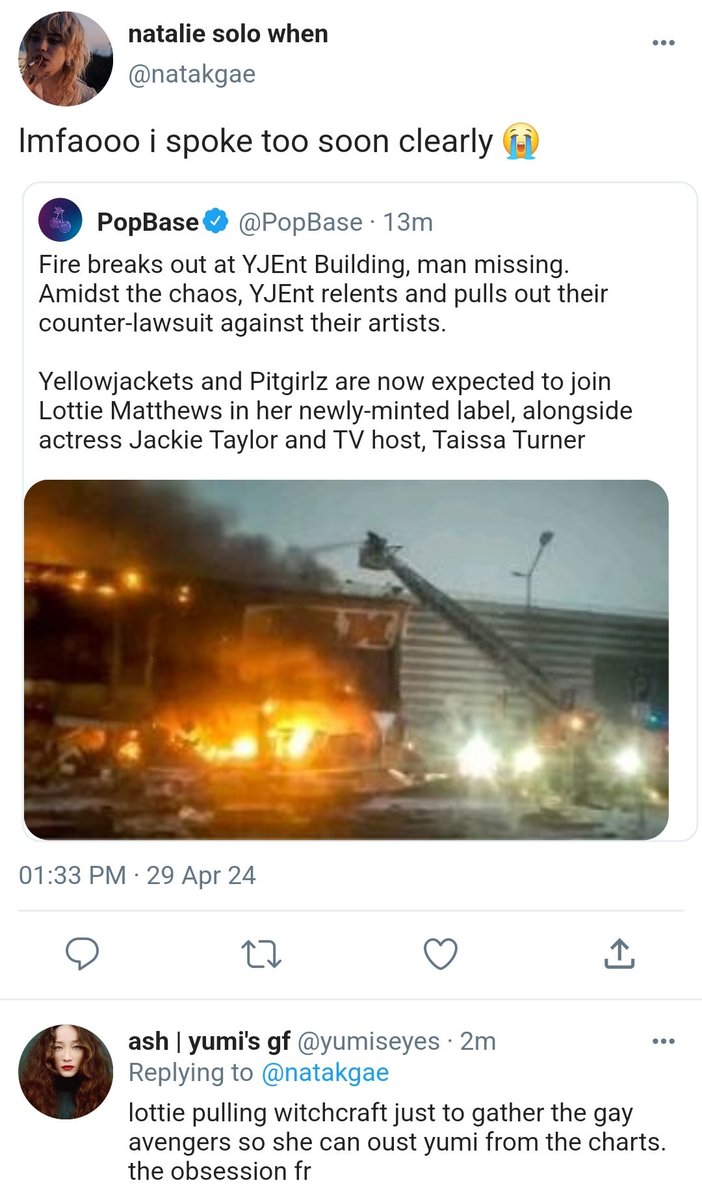 natalie solo when
@natakgae
lmfaooo i spoke too soon clearly 😭
PopBase @PopBase · 13m
Fire breaks out at YJEnt Building, man missing.
Amidst the chaos, YJEnt relents and pulls out their
counter-lawsuit against their artists.
Yellowjackets and Pitgirlz are now expected to join
Lottie Matthews in her newly-minted label, alongside
actress Jackie Taylor and TV host, Taissa Turner
01:33 PM · 29 Apr 24
ash | yumi's gf @yumiseyes · 2m
Replying to @natakgae
lottie pulling witchcraft just to gather the gay
avengers so she can oust yumi from the charts.
the obsession fr